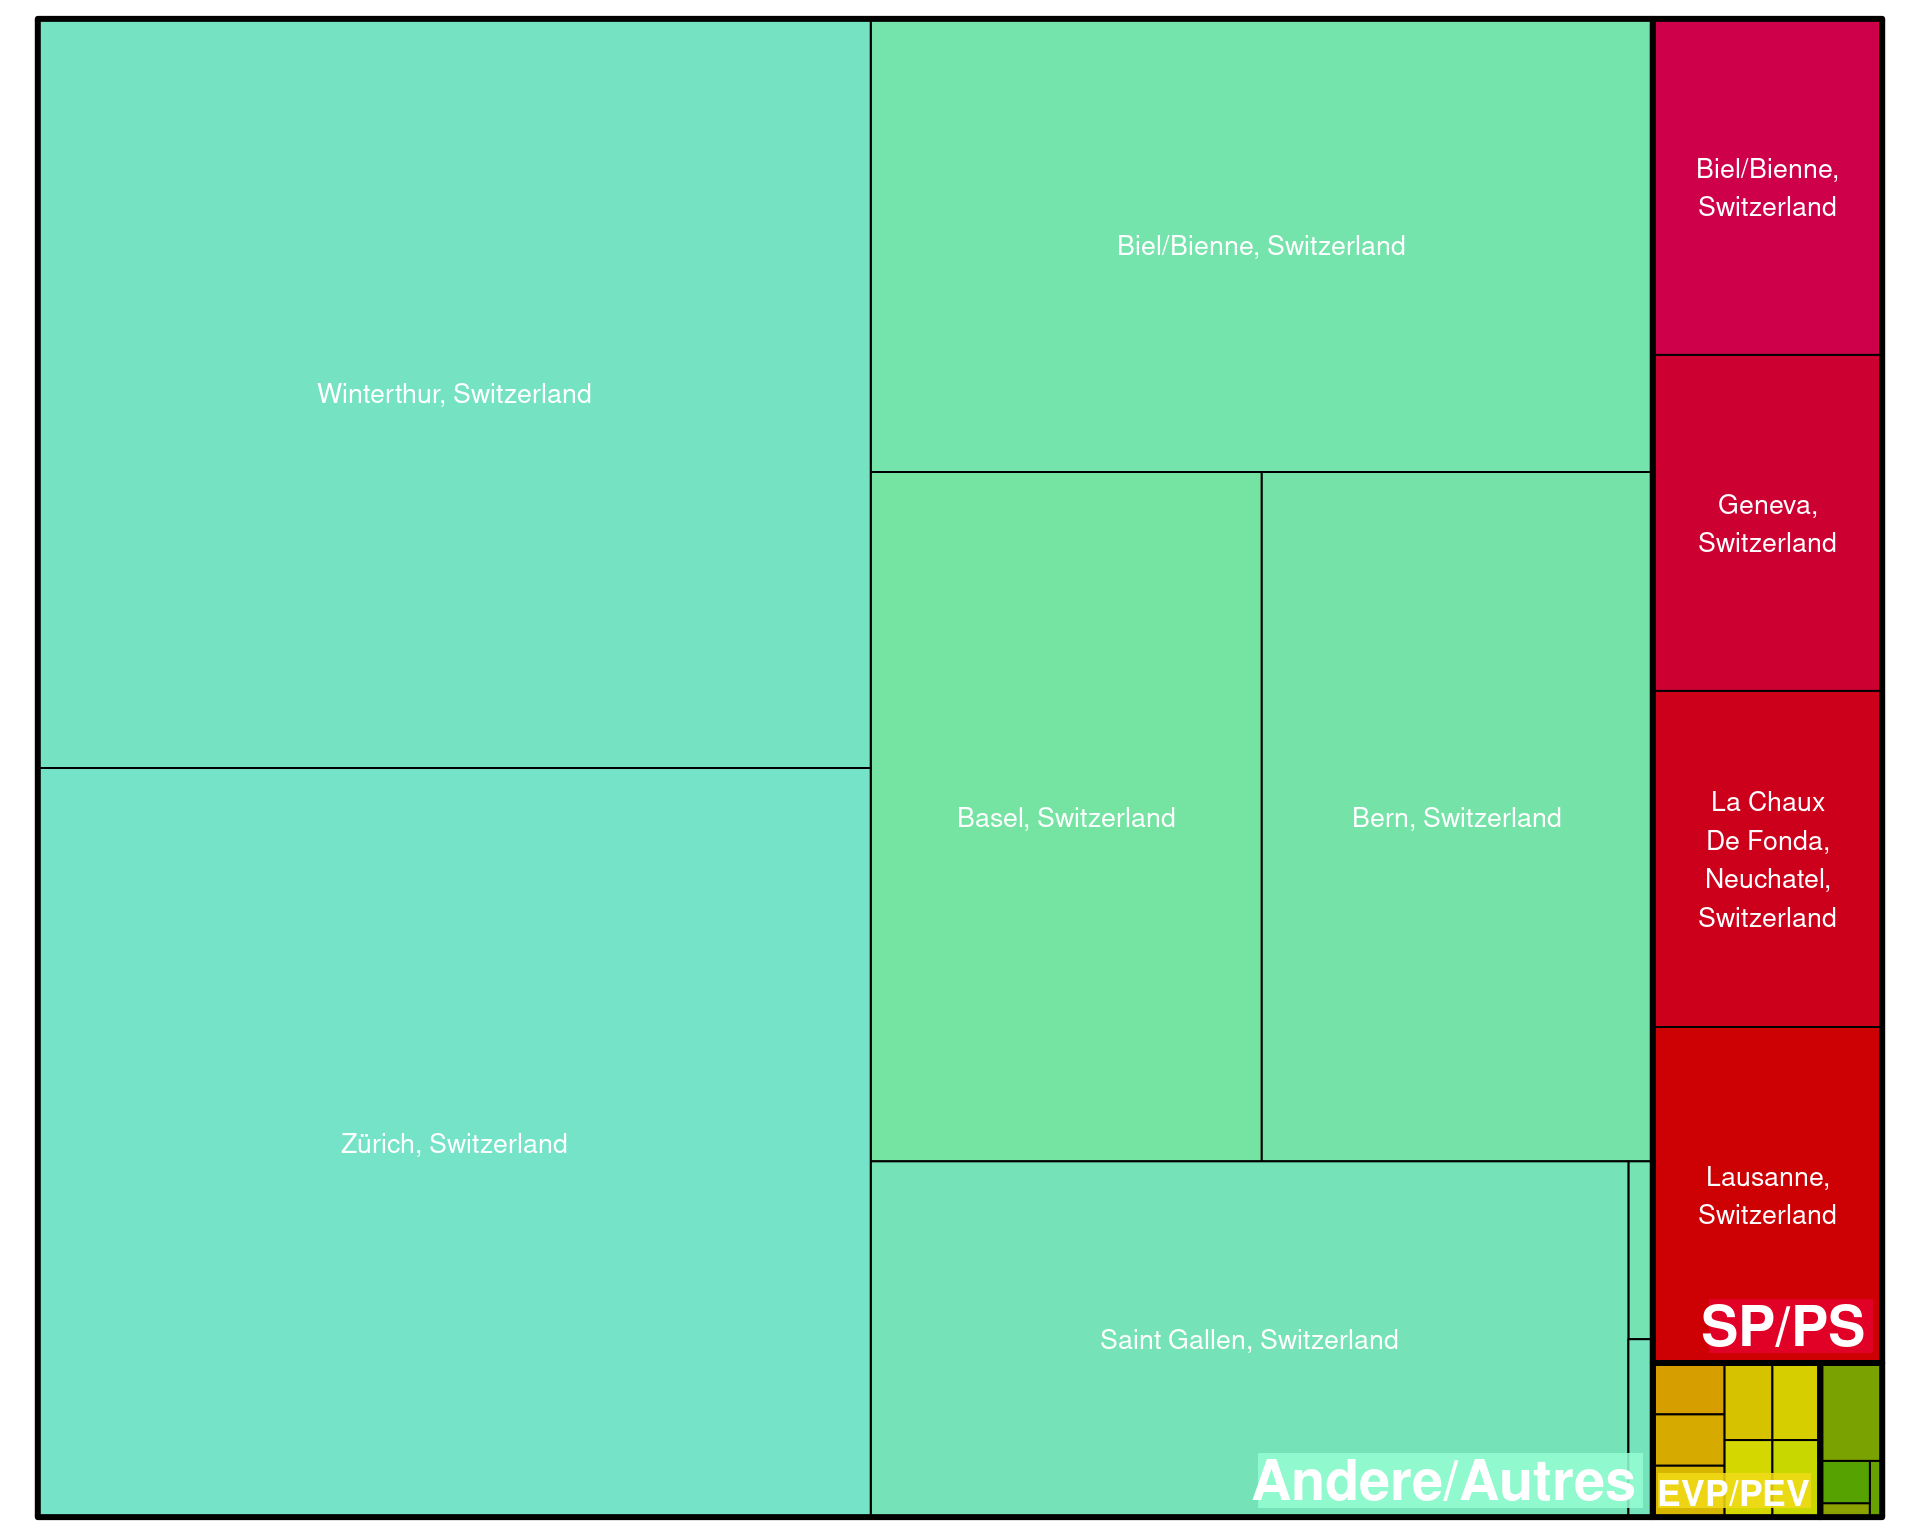 Winterthur, Switzerland
Zürich, Switzerland
Biel/Bienne, Switzerland
Basel, Switzerland
Bern, Switzerland
Saint Gallen, Switzerland
Andere/Autres
Biel/Bienne,
Switzerland
Geneva,
Switzerland
La Chaux
De Fonda,
Neuchatel,
Switzerland
Lausanne,
Switzerland
SP/PS
EVP/PEV